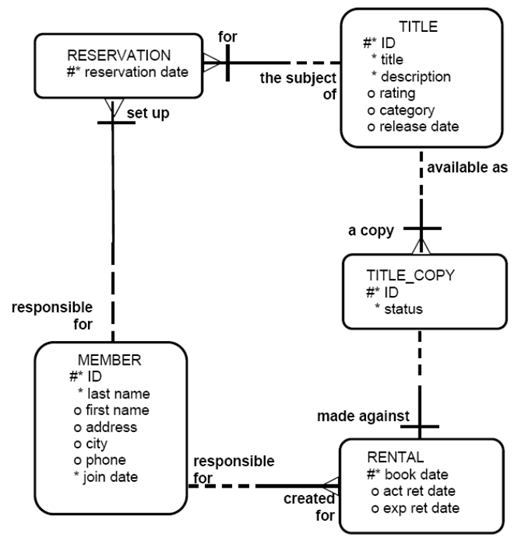 for
RESERVATION
#* reservation date
TITLE
#* ID
* title
* description
o rating
o category
o release date
the subject
of
set up
available as
a copy
TITLE_COPY
#* ID
* status
responsible
for
MEMBER
#* ID
* last name
o first name
o address
o city
o phone
* join date
made against
responsible
for
created
for
RENTAL
#* book date
o act ret date
o exp ret date